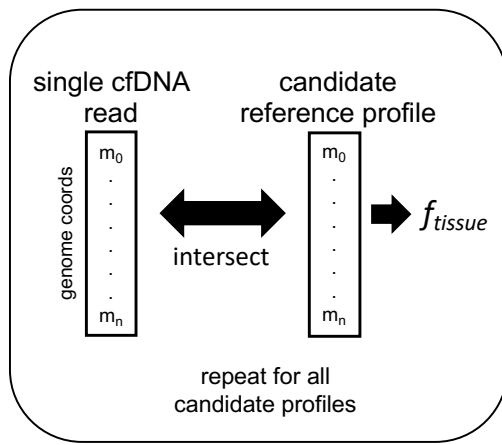 single cfDNA
read
candidate
reference profile
genome coords
m0
.
.
.
.
.
.
.
mn
intersect
m0
.
.
.
.
.
.
.
mn
ftissue
repeat for all
candidate profiles